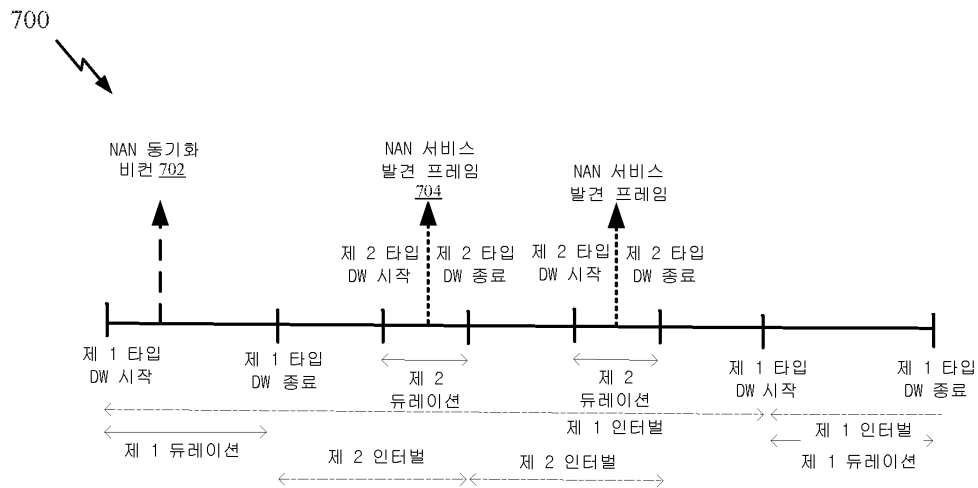 700
NAN 동기화
비컨 702
NAN 서비스
발견 프레임
704
NAN 서비스
발견 프레임
제 2 타입
DW 시작
제 2 타입
DW 종료
제 2 타입
DW 시작
제 2 타입
DW 종료
제 1 타입
DW 시작
제 1 타입
DW 종료
제 2
듀레이션
제 2
듀레이션
제 1 타입
DW 시작
제 1 타입
DW 종료
제 1 인터벌
제 1 인터벌
제 1 듀레이션
제 1 듀레이션
제 2 인터벌
제 2 인터벌